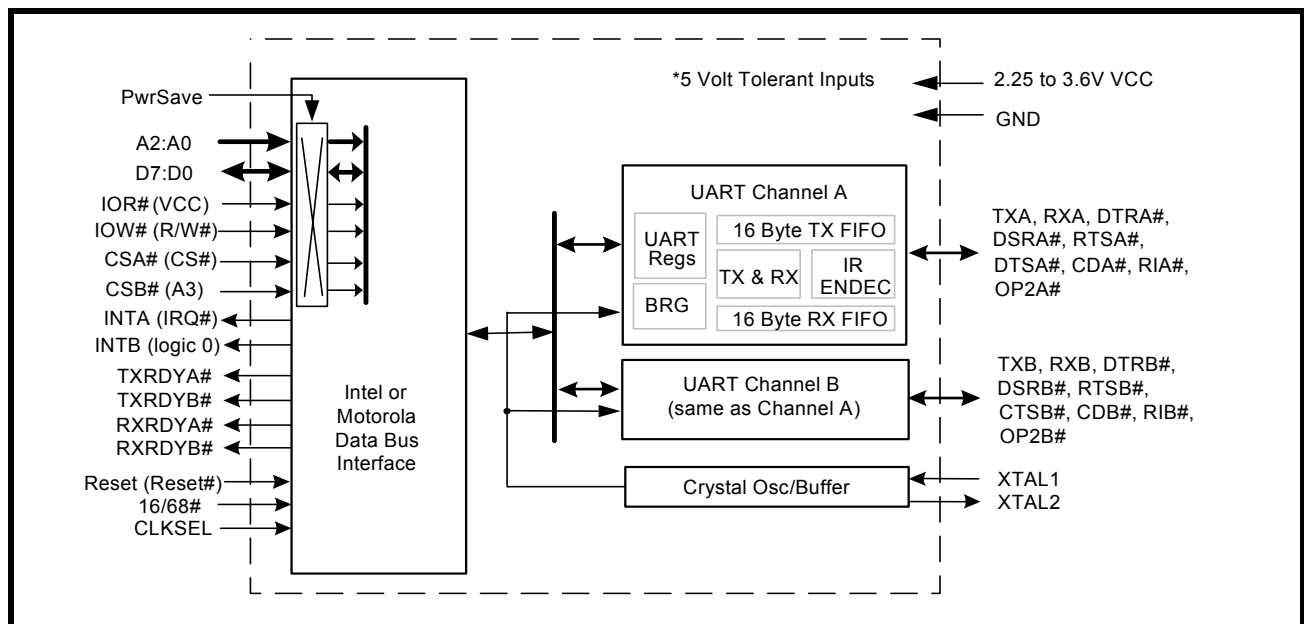 *5 Volt Tolerant Inputs
2.25 to 3.6V VCC
GND
PwrSave
A2:A0
D7:D0
IOR# (VCC)
IOW# (R/W#)
CSA# (CS#)
CSB# (A3)
INTA (IRQ#)
INTB (logic 0)
TXRDYA#
TXRDYB#
RXRDYA#
RXRDYB#
Reset (Reset#)
16/68#
CLKSEL
Intel or
Motorola
Data Bus
Interface
UART Channel A
UART
Regs
BRG
16 Byte TX FIFO
TX & RX
IR
ENDEC
16 Byte RX FIFO
TXA, RXA, DTRA#,
DSRA#, RTSA#,
DTSA#, CDA#, RIA#,
OP2A#
UART Channel B
(same as Channel A)
TXB, RXB, DTRB#,
DSRB#, RTSB#,
CTSB#, CDB#, RIB#,
OP2B#
Crystal Osc/Buffer
XTAL1
XTAL2